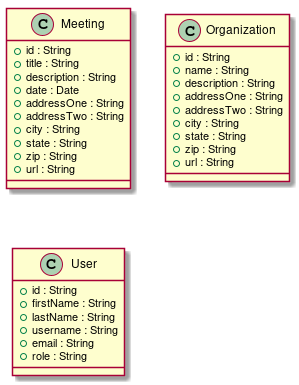 C Meeting
id : String
title : String
description : String
date : Date
addressOne : String
addressTwo : String
city : String
state : String
zip : String
url : String
C Organization
id : String
name : String
description : String
addressOne : String
addressTwo : String
city : String
state : String
zip : String
url : String
C User
id : String
firstName : String
lastName : String
username : String
email : String
role : String